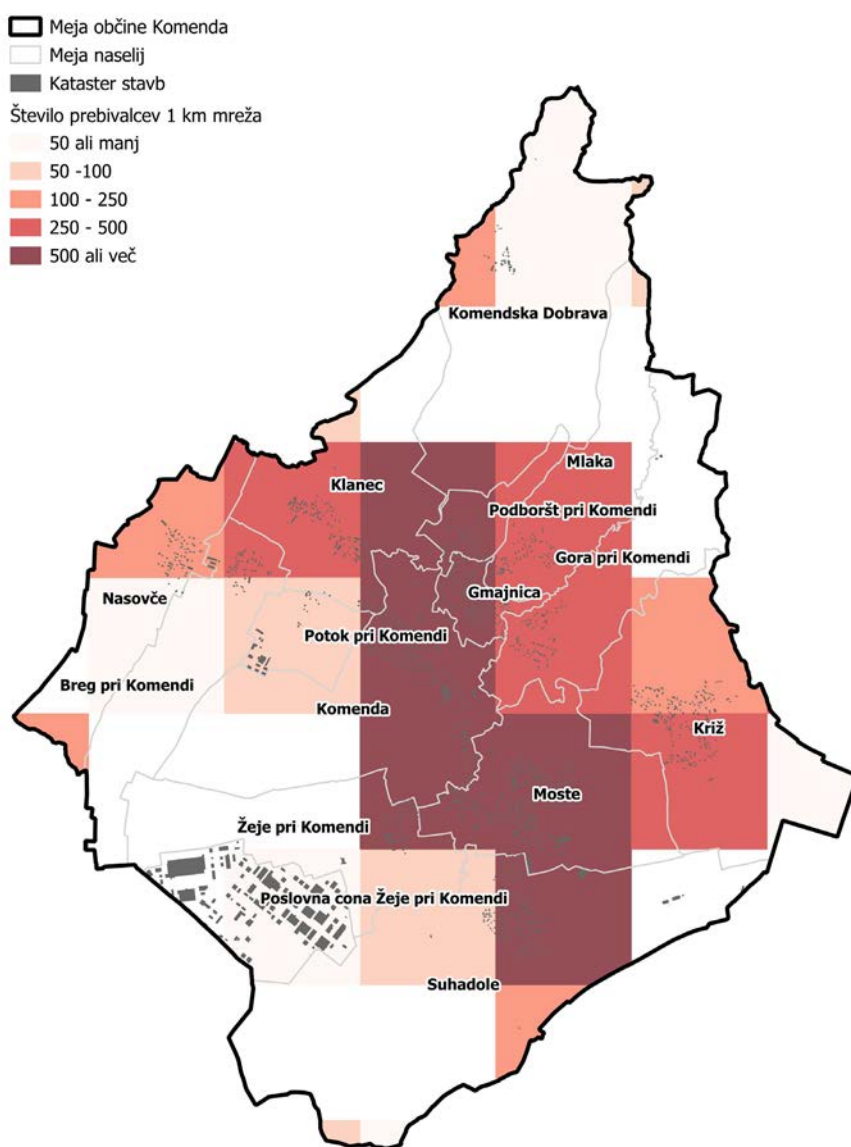 Meja občine Komenda
Meja naselij
Kataster stavb
Število prebivalcev 1 km mreža
50 ali manj
50 -100
100 - 250
250 - 500
500 ali več
Komendska Dobrava
Mlaka
Klanec
Podboršt pri Komendi
Gora pri Komendi
Gmajnica
Nasovče
Potok pri Komendi
Breg pri Komendi
Komenda
Križ
Moste
Žeje pri Komendi
Poslovna cona Žeje pri Komendi
Suhadole